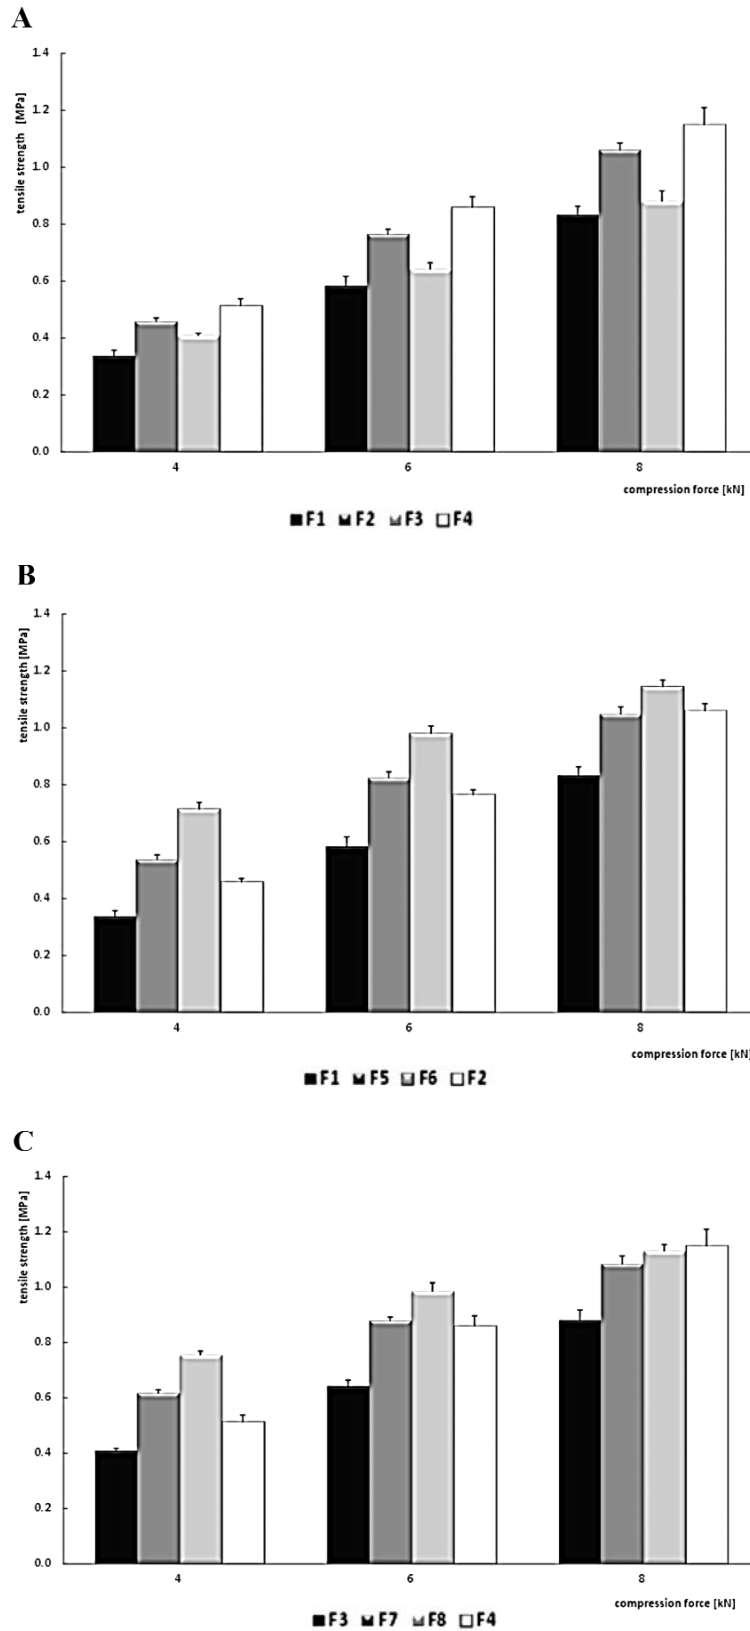 A
tensile strength [MPa]
1.4
1.2
1.0
0.8
0.6
0.4
0.2
0.0
4 6 8
compression force [kN]
F1 F2 F3 F4
B
tensile strength [MPa]
1.4
1.2
1.0
0.8
0.6
0.4
0.2
0.0
4 6 8
compression force [kN]
F1 F5 F6 F2
C
tensile strength [MPa]
1.4
1.2
1.0
0.8
0.6
0.4
0.2
0.0
4 6 8
compression force [kN]
F3 F7 F8 F4